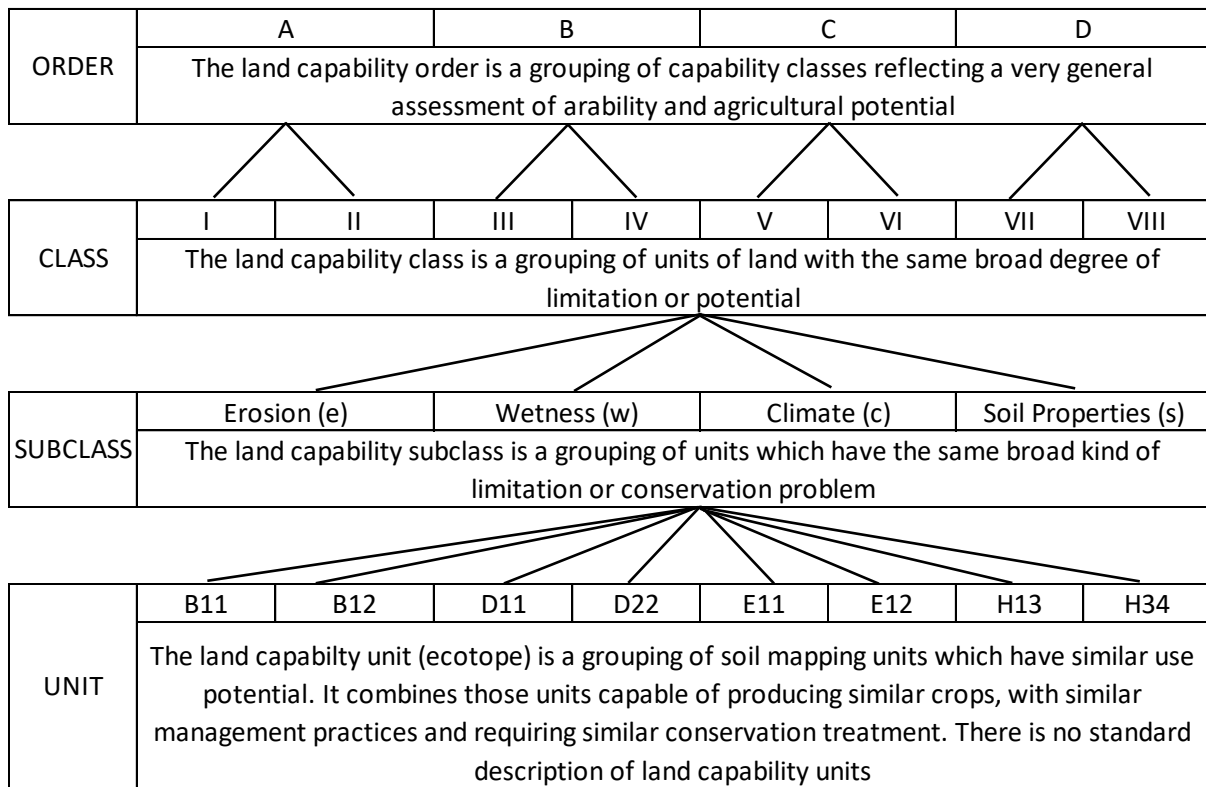 ORDER
A B C D
The land capability order is a grouping of capability classes reflecting a very general
assessment of arability and agricultural potential
CLASS
I II III IV V VI VII VIII
The land capability class is a grouping of units of land with the same broad degree of
limitation or potential
SUBCLASS
Erosion (e) Wetness (w) Climate (c) Soil Properties (s)
The land capability subclass is a grouping of units which have the same broad kind of
limitation or conservation problem
UNIT
B11 B12 D11 D22 E11 E12 H13 H34
The land capabilty unit (ecotope) is a grouping of soil mapping units which have similar use
potential. It combines those units capable of producing similar crops, with similar
management practices and requiring similar conservation treatment. There is no standard
description of land capability units